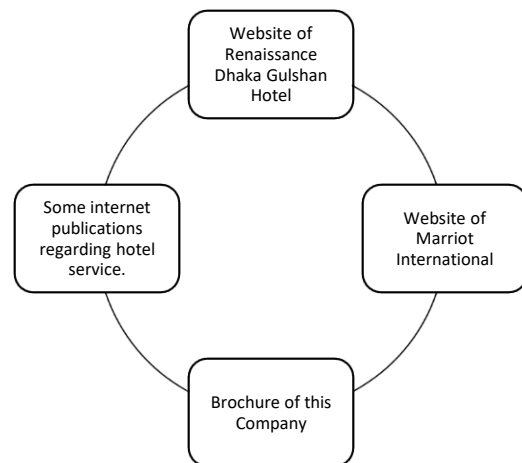 Website of
Renaissance
Dhaka Gulshan
Hotel
Some internet
publications
regarding hotel
service.
Website of
Marriot
International
Brochure of this
Company